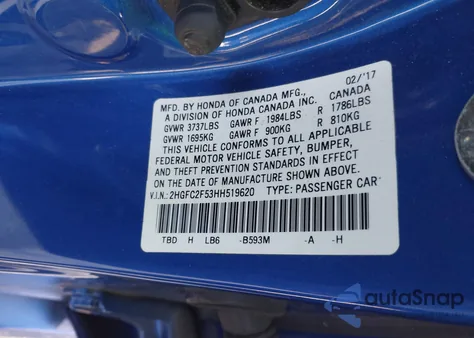 MFD. BY HONDA OF CANADA MFG., 02/'17
A DIVISION OF HONDA CANADA INC. CANADA
GVWR 3737LBS GAWR F 1984LBS R 1786LBS
GVWR 1695KG GAWR F 900KG R 810KG
THIS VEHICLE CONFORMS TO ALL APPLICABLE
FEDERAL MOTOR VEHICLE SAFETY, BUMPER,
AND THEFT PREVENTION STANDARDS IN EFFECT
ON THE DATE OF MANUFACTURE SHOWN ABOVE.
V.I.N.:2HGFC2F53HH519620 TYPE: PASSENGER CAR
TBD H LB6 -B593M -A -H
autoSnap